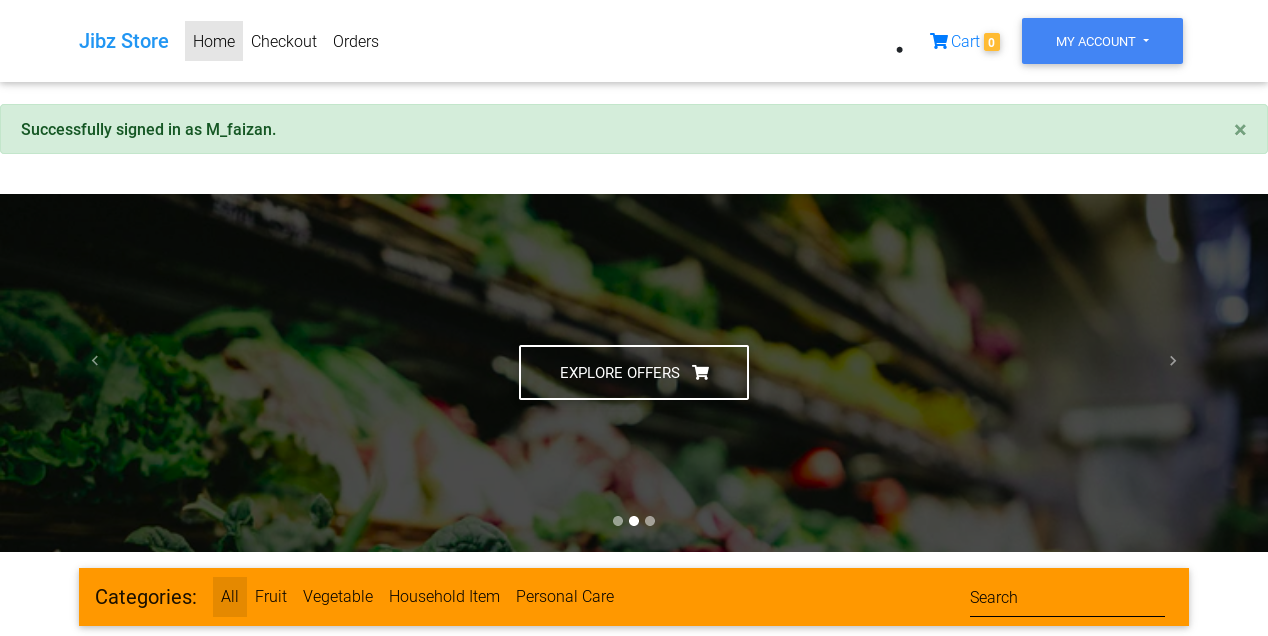 Jibz Store Home Checkout Orders Cart 0 MY ACCOUNT
Successfully signed in as M_faizan. ×
EXPLORE OFFERS
Categories: All Fruit Vegetable Household Item Personal Care Search